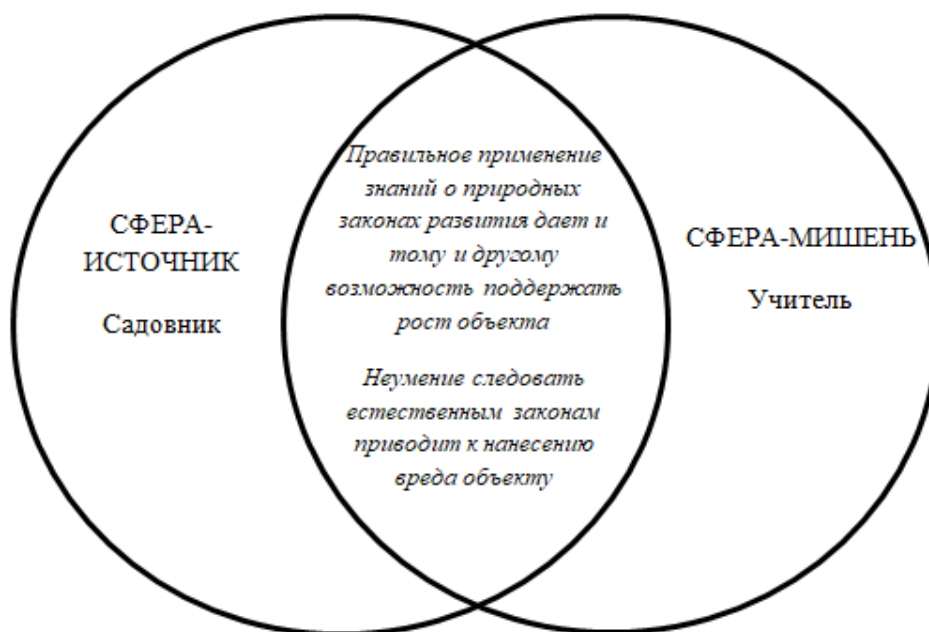 СФЕРА-
ИСТОЧНИК
Садовник
Правильное применение
знаний о природных
законах развития дает и
тому и другому
возможность поддержать
рост объекта
Неумение следовать
естественным законам
приводит к нанесению
вреда объекту
СФЕРА-МИШЕНЬ
Учитель